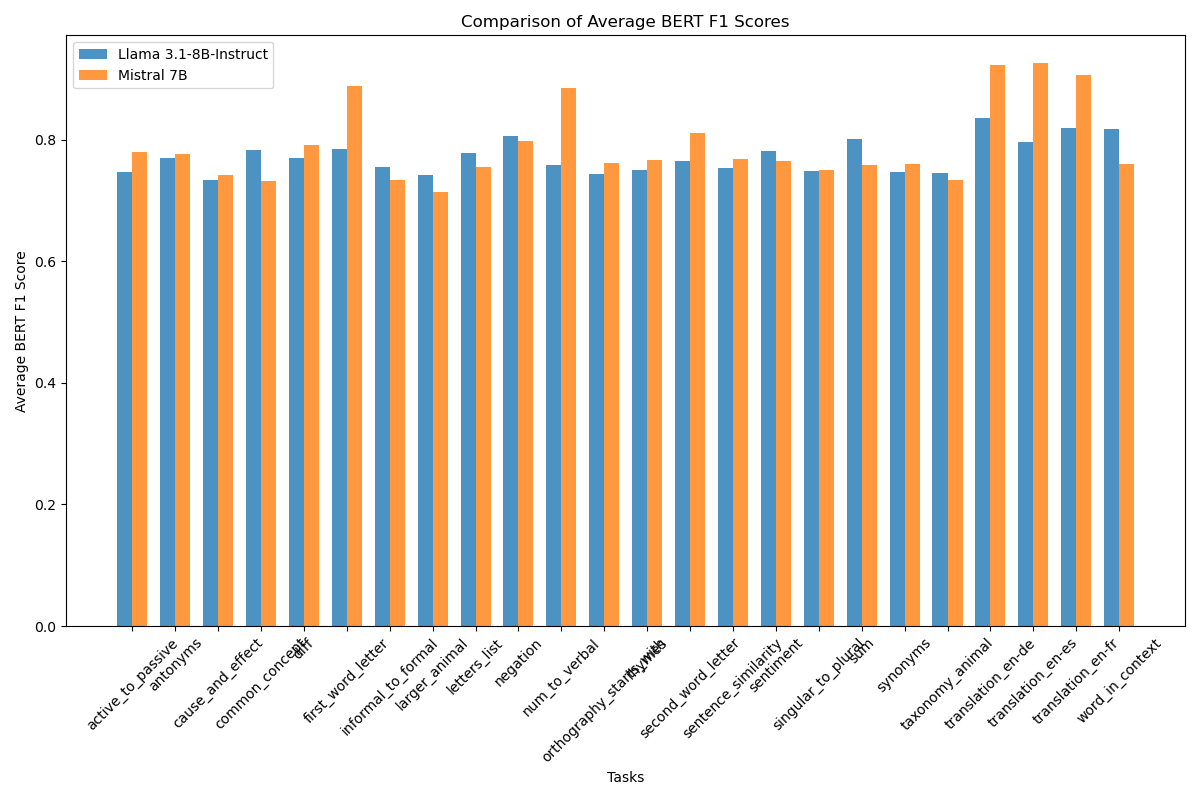 Comparison of Average BERT F1 Scores
Llama 3.1-8B-Instruct
Mistral 7B
Average BERT F1 Score
0.8
0.6
0.4
0.2
0.0
active_to_passive
antonyms
cause_and_effect
common_concept
diff
first_word_letter
informal_to_formal
larger_animal
letters_list
negation
num_to_verbal
orthography_starts_with
rhymes
second_word_letter
sentence_similarity
sentiment
singular_to_plural
sum
synonyms
taxonomy_animal
translation_en-de
translation_en-es
translation_en-fr
word_in_context
Tasks